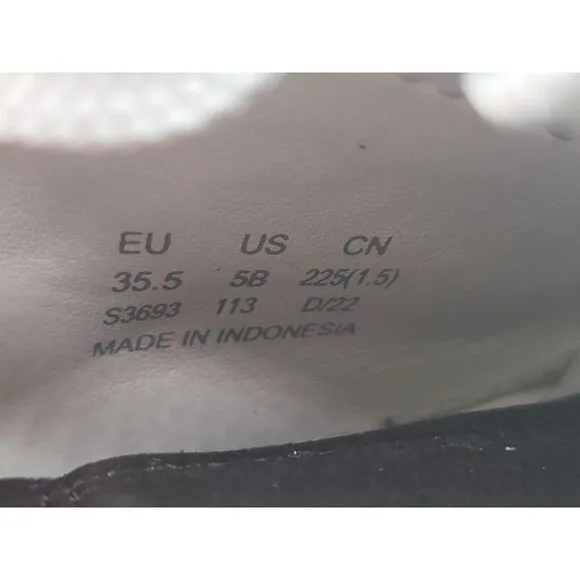 EU US CN
35.5 5B 225(1.5)
S3693 113 D/22
MADE IN INDONESIA